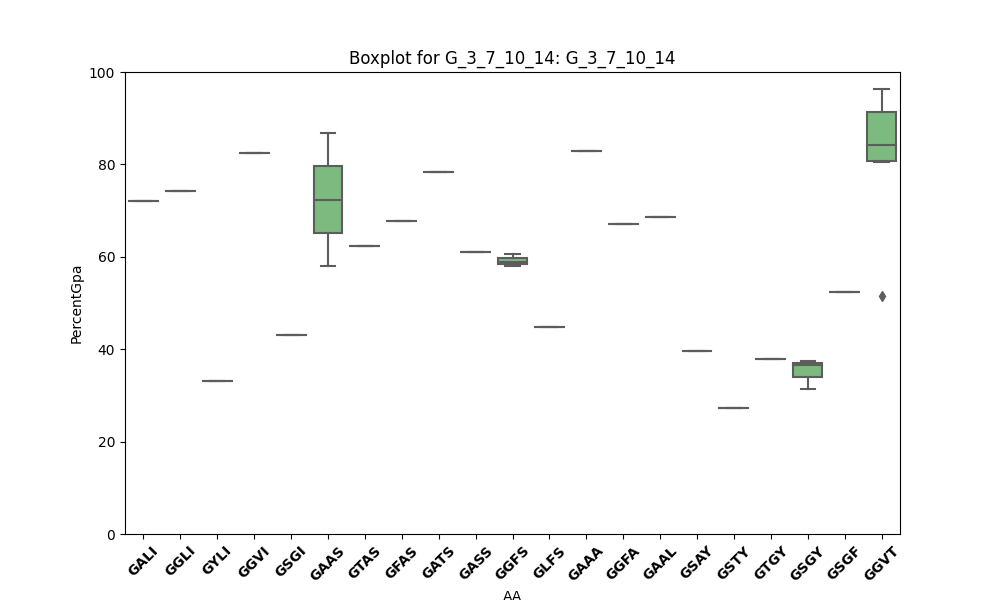 Boxplot for G_3_7_10_14: G_3_7_10_14
PercentGpa
100
80
60
40
20
0
GALI GGLI GYLI GGVI GSGI GAAS GTAS GFAS GATS GASS GGFS GLFS GAAA GGFA GAAL GSAY GSTY GTGY GSGY GSGF GGVT
AA